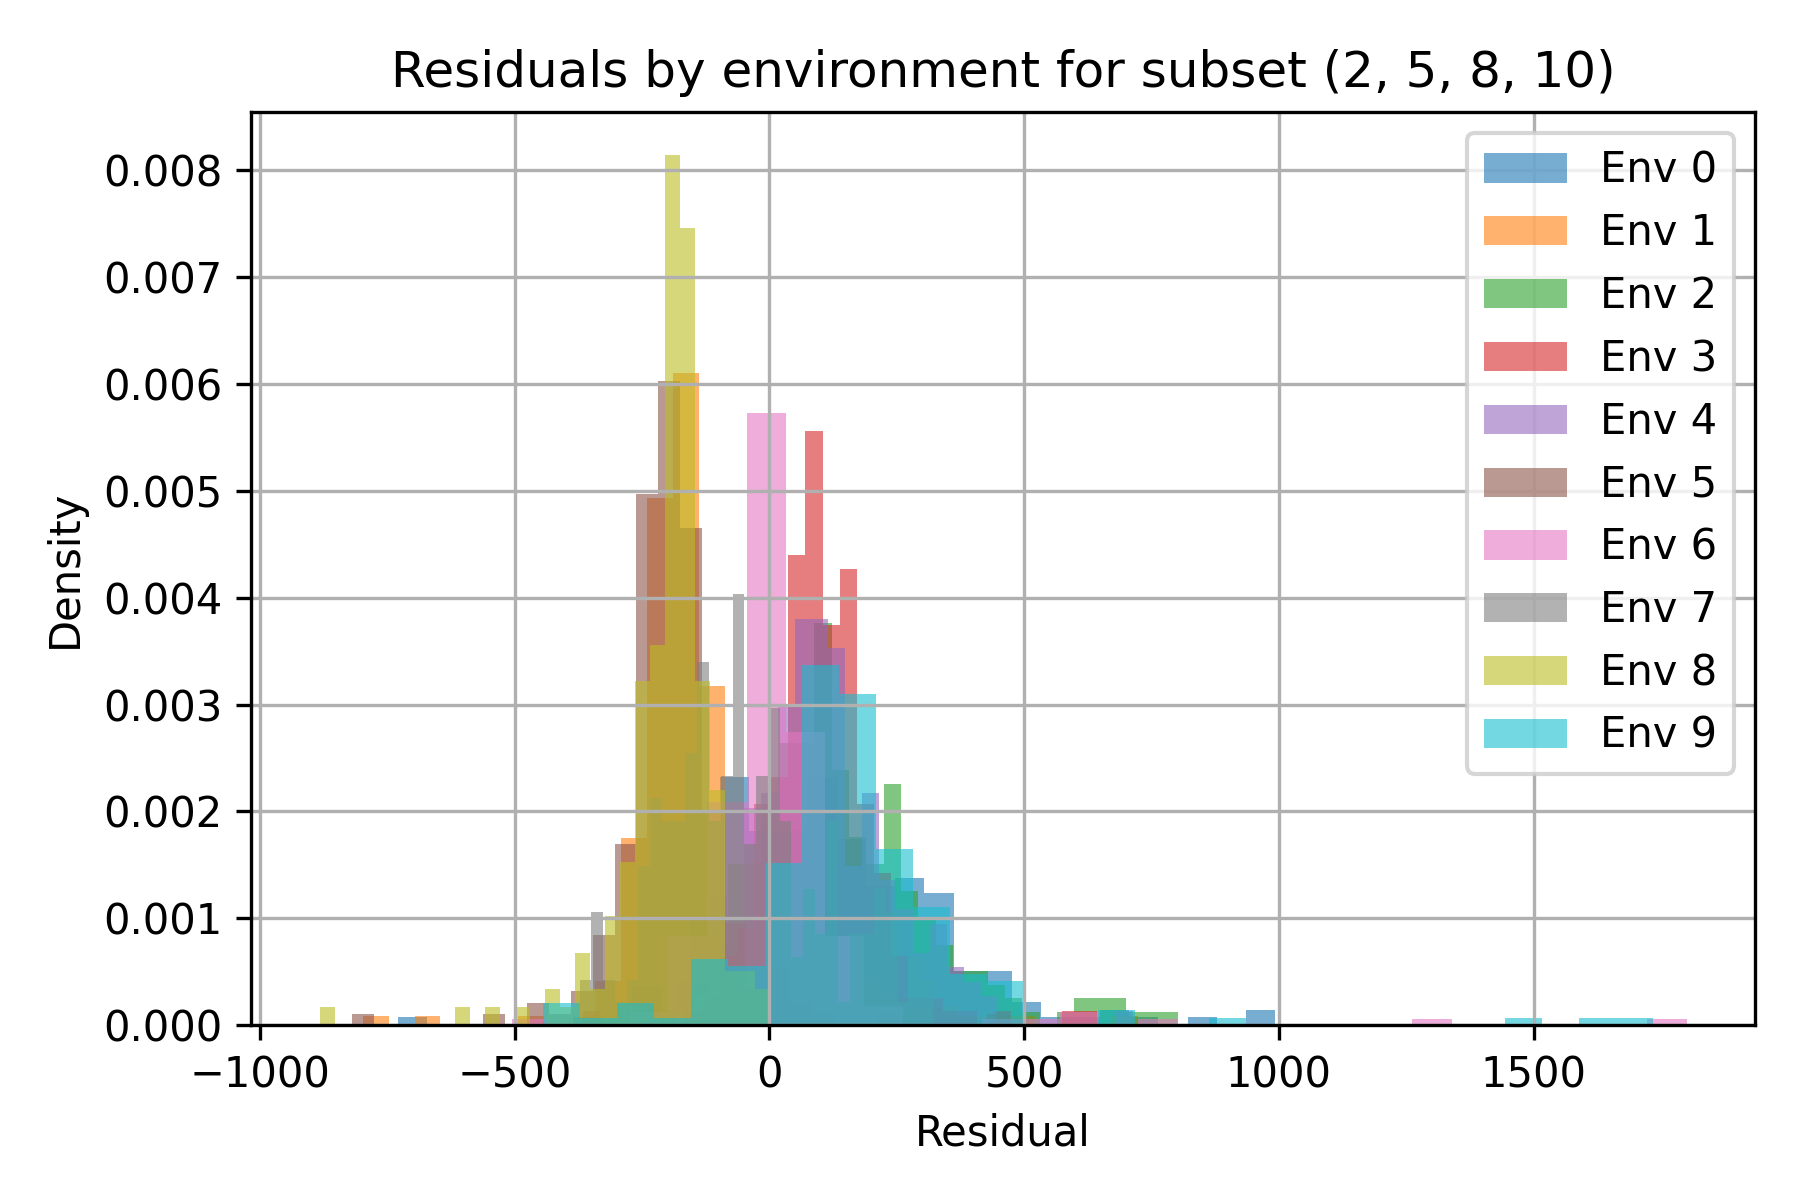 Residuals by environment for subset (2, 5, 8, 10)
Density
0.008
0.007
0.006
0.005
0.004
0.003
0.002
0.001
0.000
−1000
−500
0
500
1000
1500
Residual
Env 0
Env 1
Env 2
Env 3
Env 4
Env 5
Env 6
Env 7
Env 8
Env 9